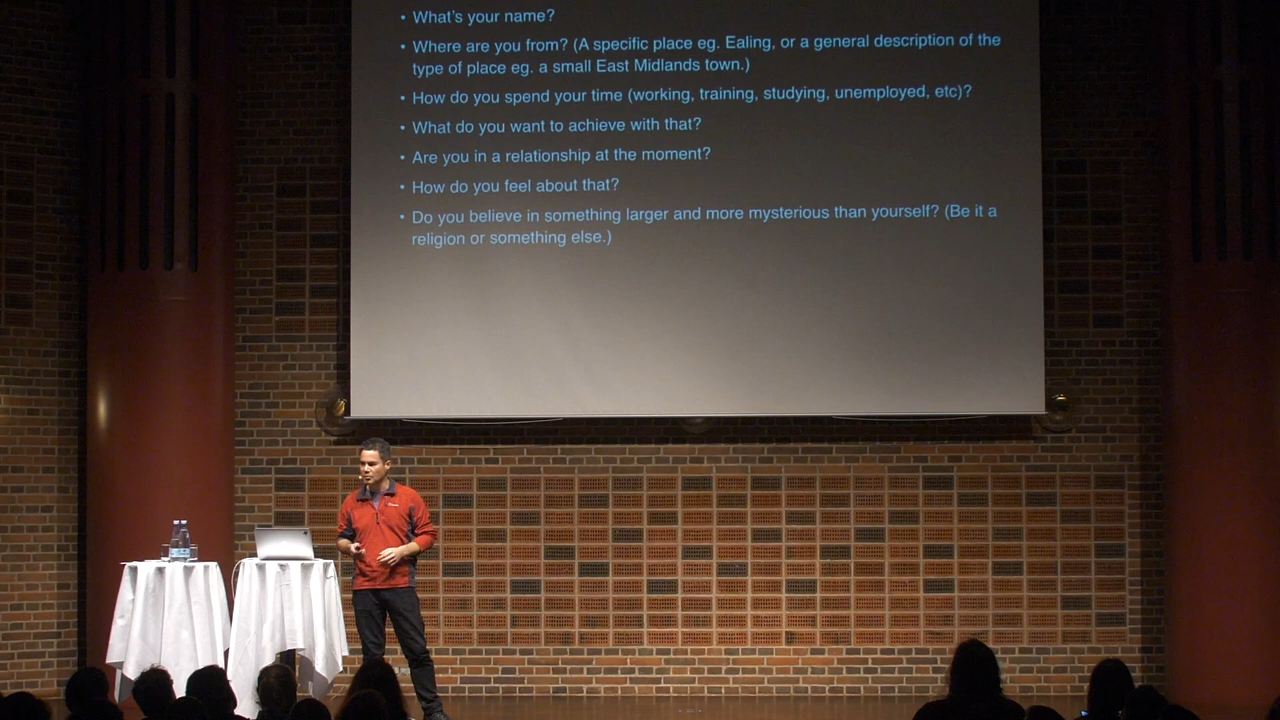 • What's your name?
• Where are you from? (A specific place eg. Ealing, or a general description of the
type of place eg. a small East Midlands town.)
• How do you spend your time (working, training, studying, unemployed, etc)?
• What do you want to achieve with that?
• Are you in a relationship at the moment?
• How do you feel about that?
• Do you believe in something larger and more mysterious than yourself? (Be it a
religion or something else.)